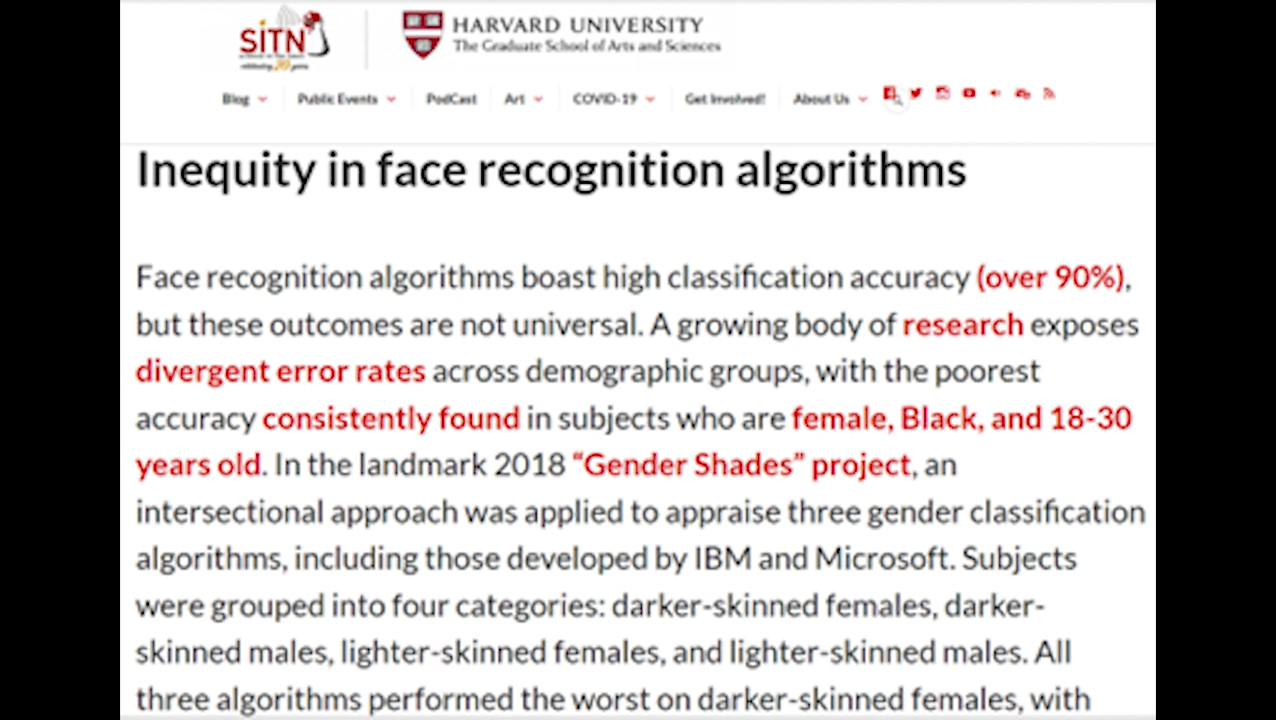 SITN
HARVARD UNIVERSITY
The Graduate School of Arts and Sciences
Blog
Public Events
PodCast
Art
COVID-19
Get Involved!
About Us
Inequity in face recognition algorithms
Face recognition algorithms boast high classification accuracy (over 90%),
but these outcomes are not universal. A growing body of research exposes
divergent error rates across demographic groups, with the poorest
accuracy consistently found in subjects who are female, Black, and 18-30
years old. In the landmark 2018 “Gender Shades” project, an
intersectional approach was applied to appraise three gender classification
algorithms, including those developed by IBM and Microsoft. Subjects
were grouped into four categories: darker-skinned females, darker-
skinned males, lighter-skinned females, and lighter-skinned males. All
three algorithms performed the worst on darker-skinned females, with